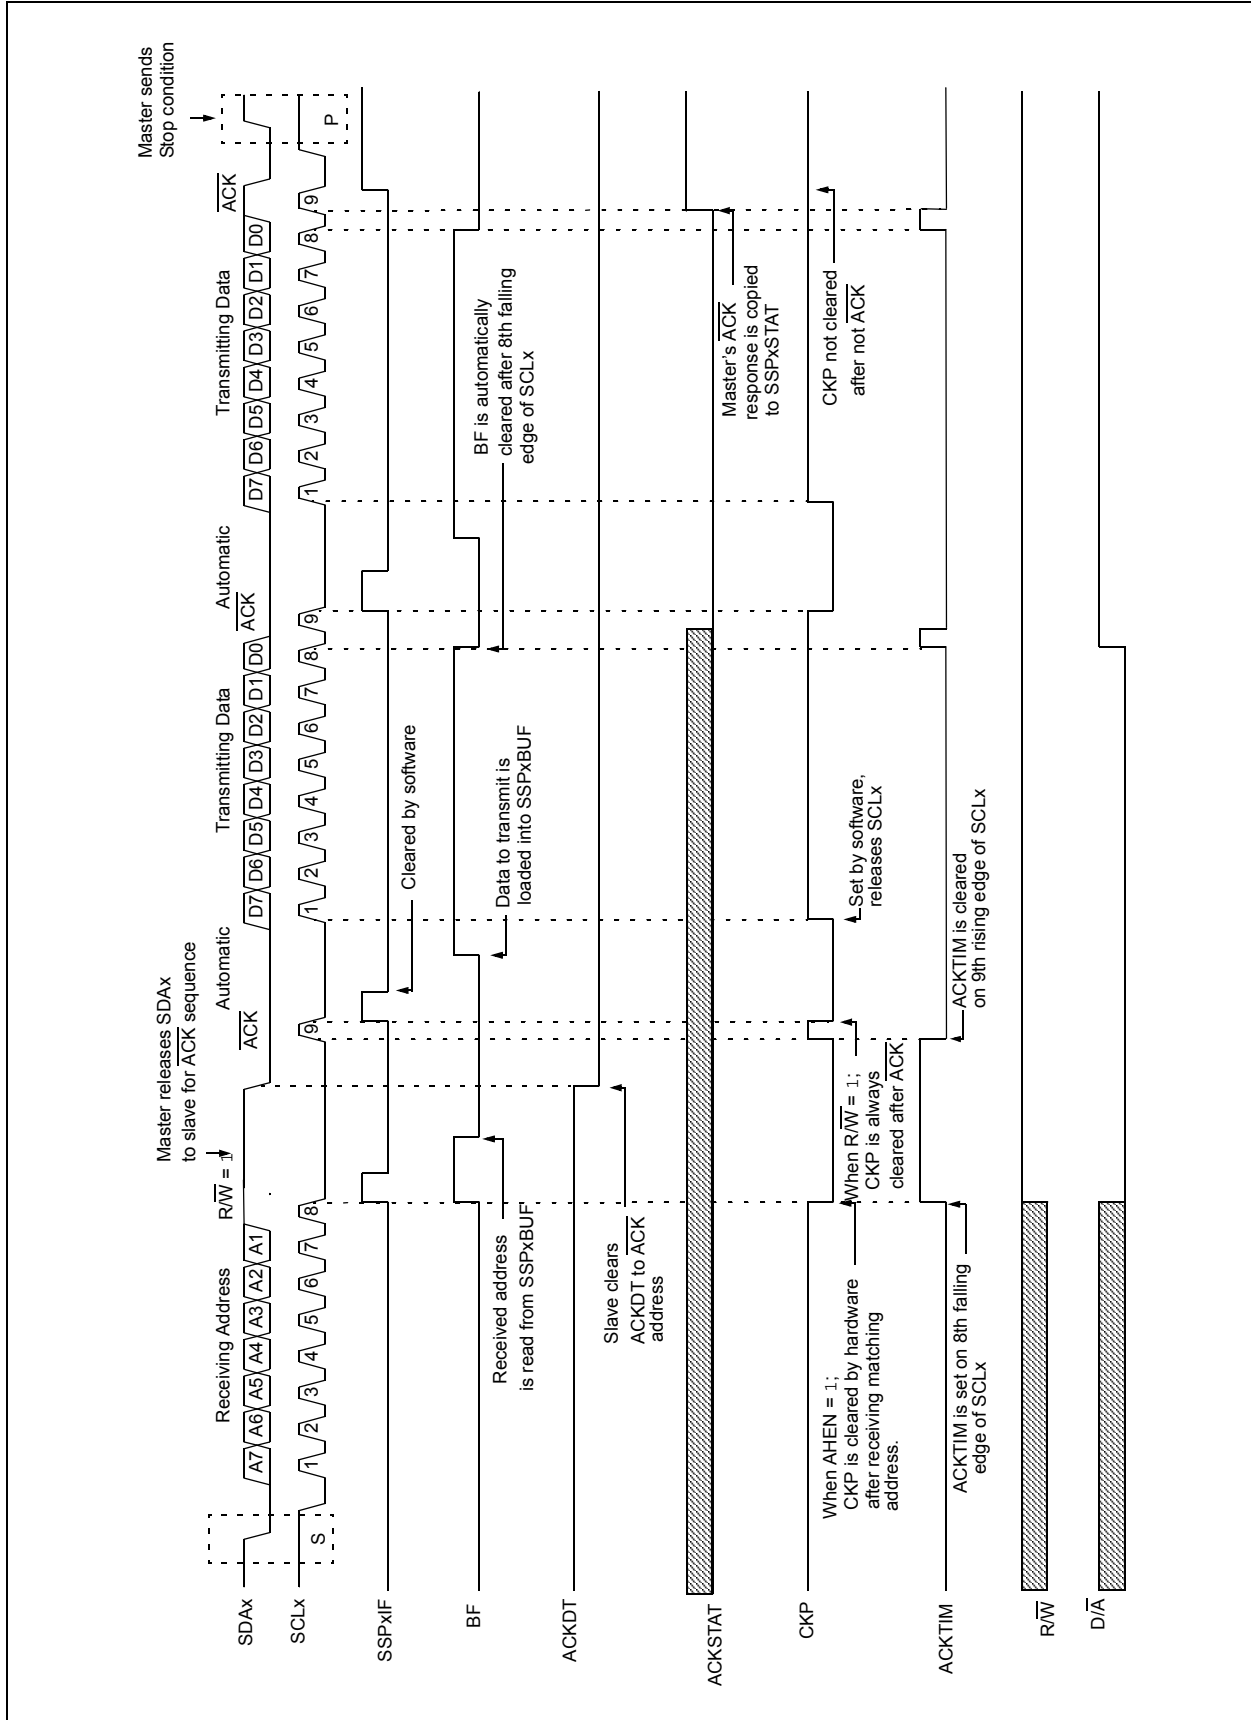 Master releases SDAx
to slave for ACK sequence
Master sends
Stop condition
Receiving Address
R/W = 1
ACK
Automatic
Transmitting Data
ACK
Automatic
Transmitting Data
ACK
SDAx
A7 A6 A5 A4 A3 A2 A1
D7 D6 D5 D4 D3 D2 D1 D0
D7 D6 D5 D4 D3 D2 D1 D0
SCLx
1 2 3 4 5 6 7 8 9
1 2 3 4 5 6 7 8 9
1 2 3 4 5 6 7 8 9
S
P
SSPxIF
Cleared by software
BF
Received address
is read from SSPxBUF
Data to transmit is
loaded into SSPxBUF
BF is automatically
cleared after 8th falling
edge of SCLx
ACKDT
Slave clears
ACKDT to ACK
address
ACKSTAT
Master's ACK
response is copied
to SSPxSTAT
CKP
When AHEN = 1;
CKP is cleared by hardware
after receiving matching
address.
When R/W = 1;
CKP is always
cleared after ACK
Set by software,
releases SCLx
CKP not cleared
after not ACK
ACKTIM
ACKTIM is set on 8th falling
edge of SCLx
ACKTIM is cleared
on 9th rising edge of SCLx
R/W
D/A